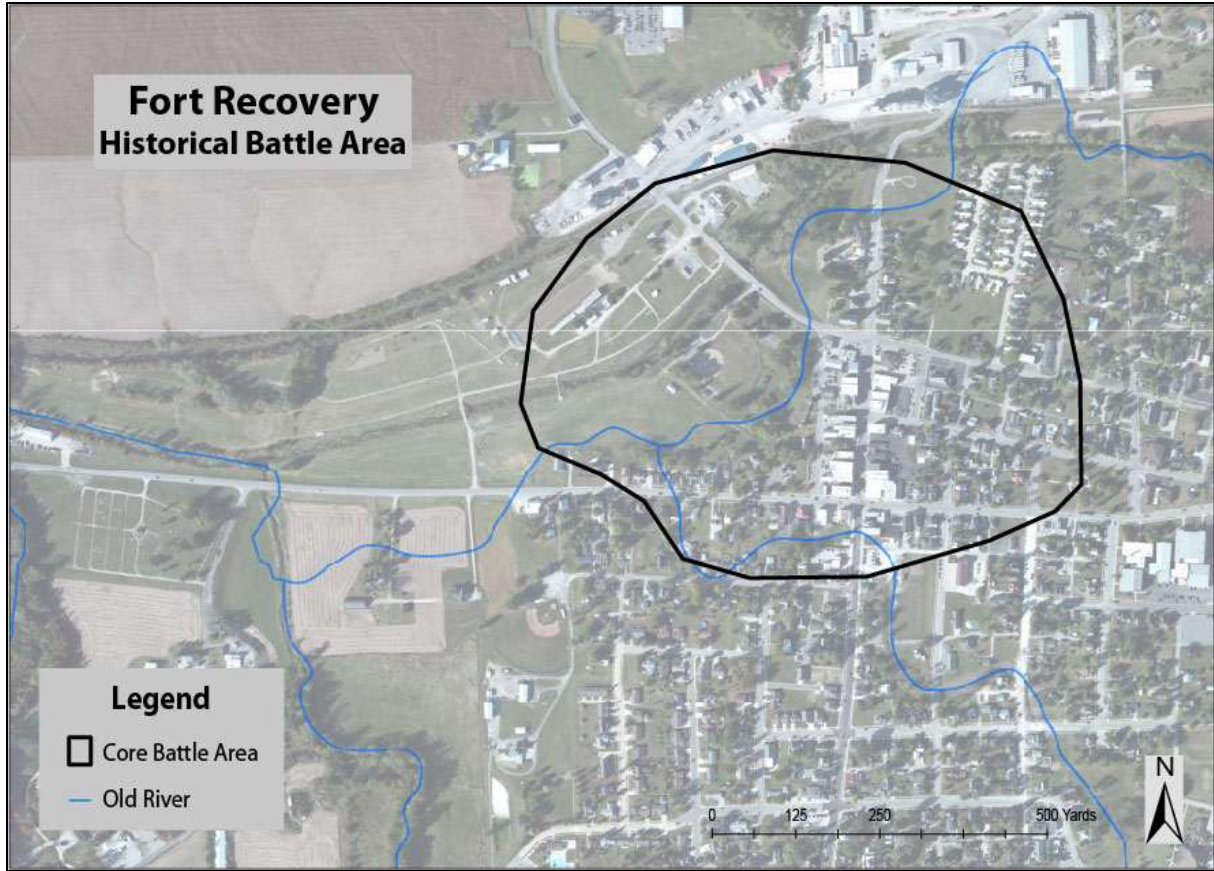 Fort Recovery
Historical Battle Area
Legend
Core Battle Area
Old River
N
0 125 250 500 Yards